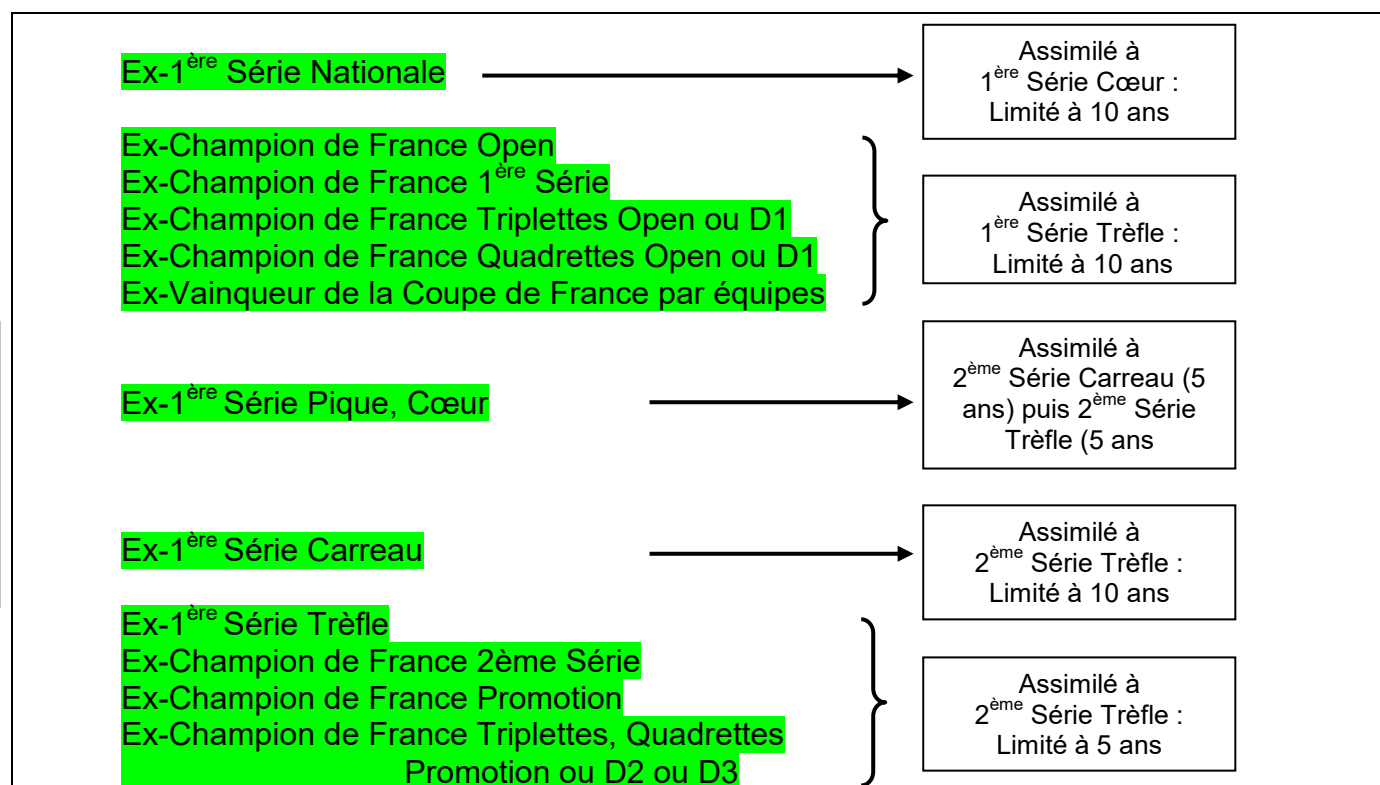 Ex-1ère Série Nationale
Assimilé à
1ère Série Cœur :
Limité à 10 ans
Ex-Champion de France Open
Ex-Champion de France 1ère Série
Ex-Champion de France Triplettes Open ou D1
Ex-Champion de France Quadrettes Open ou D1
Ex-Vainqueur de la Coupe de France par équipes
Assimilé à
1ère Série Trèfle :
Limité à 10 ans
Ex-1ère Série Pique, Cœur
Assimilé à
2ème Série Carreau (5
ans) puis 2ème Série
Trèfle (5 ans
Ex-1ère Série Carreau
Assimilé à
2ème Série Trèfle :
Limité à 10 ans
Ex-1ère Série Trèfle
Ex-Champion de France 2ème Série
Ex-Champion de France Promotion
Ex-Champion de France Triplettes, Quadrettes
Promotion ou D2 ou D3
Assimilé à
2ème Série Trèfle :
Limité à 5 ans